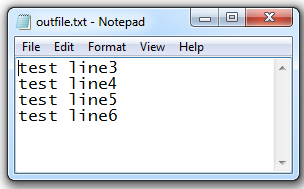 outfile.txt - Notepad
File Edit Format View Help
test line3
test line4
test line5
test line6